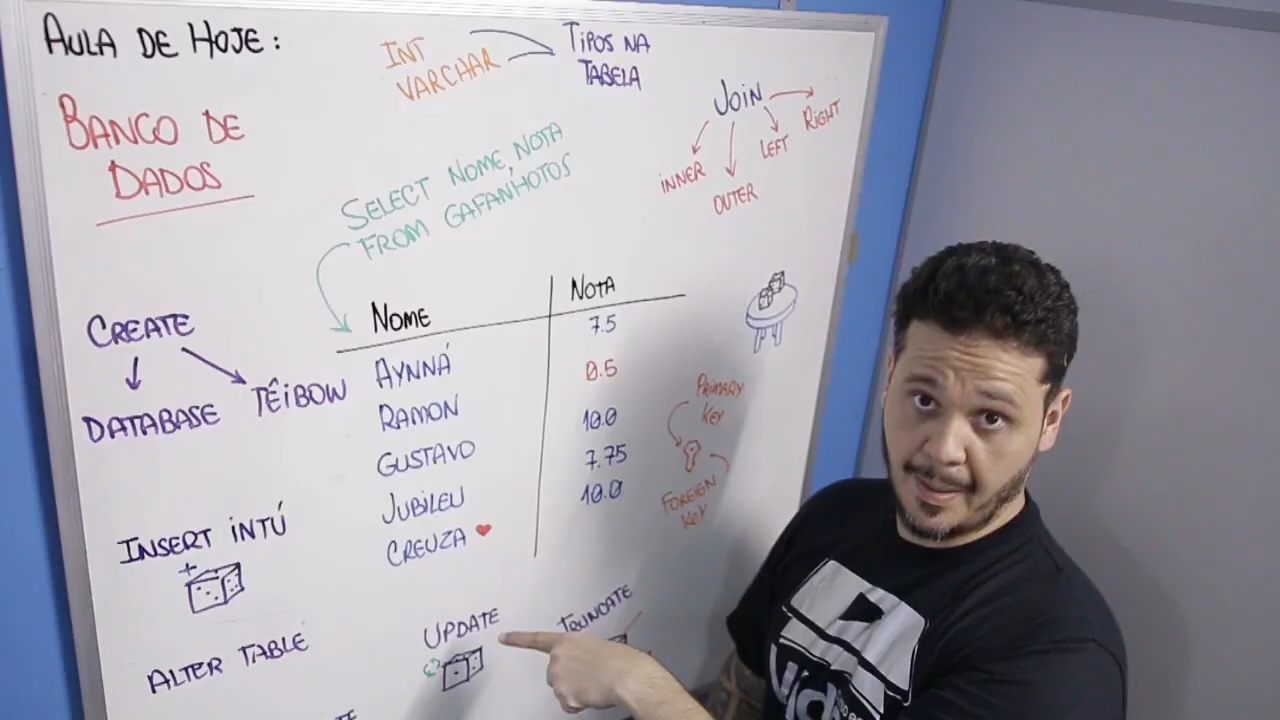 AULA DE HOJE:
BANCO DE
DADOS
INT
VARCHAR
TIPOS NA
TABELA
JOIN
INNER
OUTER
LEFT
RIGHT
SELECT NOME, NOTA
FROM GAFANHOTOS
CREATE
DATABASE
TÊIBOW
NOME
NOTA
AYNNÁ
7.5
RAMON
0.5
GUSTAVO
10.0
JUBILEU
7.75
CREUZA
10.0
PRIMARY
KEY
FOREIGN
KEY
INSERT INTÚ
ALTER TABLE
UPDATE
TRUNCATE